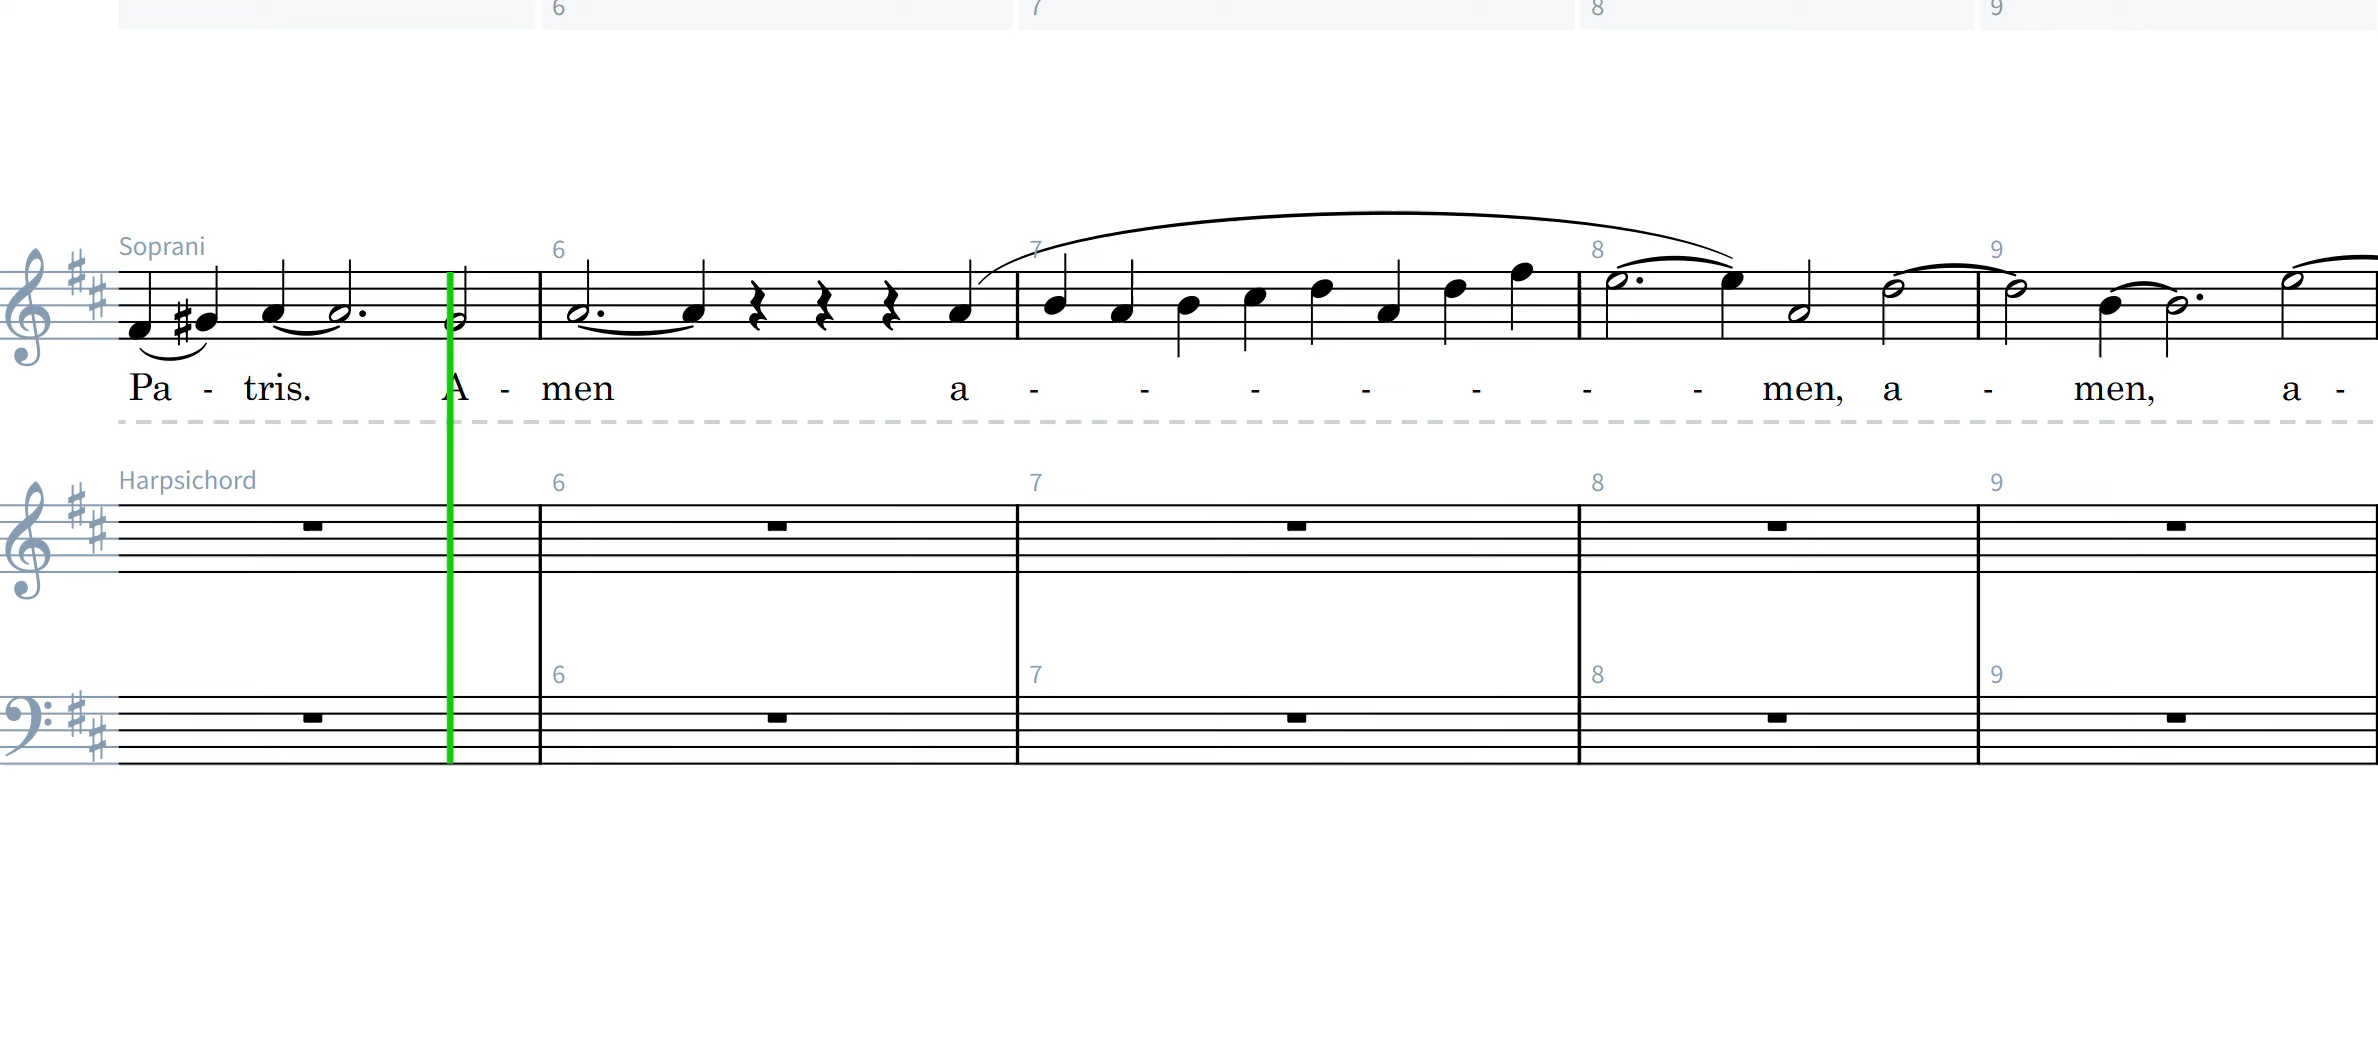 6 7 8 9
Soprani 6 7 8 9
Pa - tris. A - men a - - - - - - - men, a - men, a -
Harpsichord 6 7 8 9
6 7 8 9